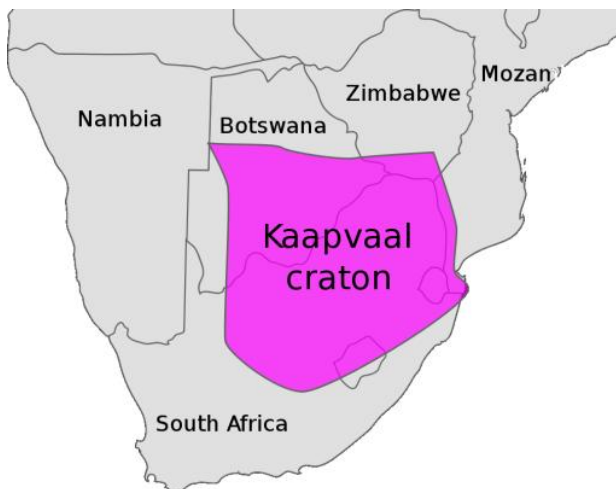 Mozan
Zimbabwe
Nambia
Botswana
Kaapvaal
craton
South Africa